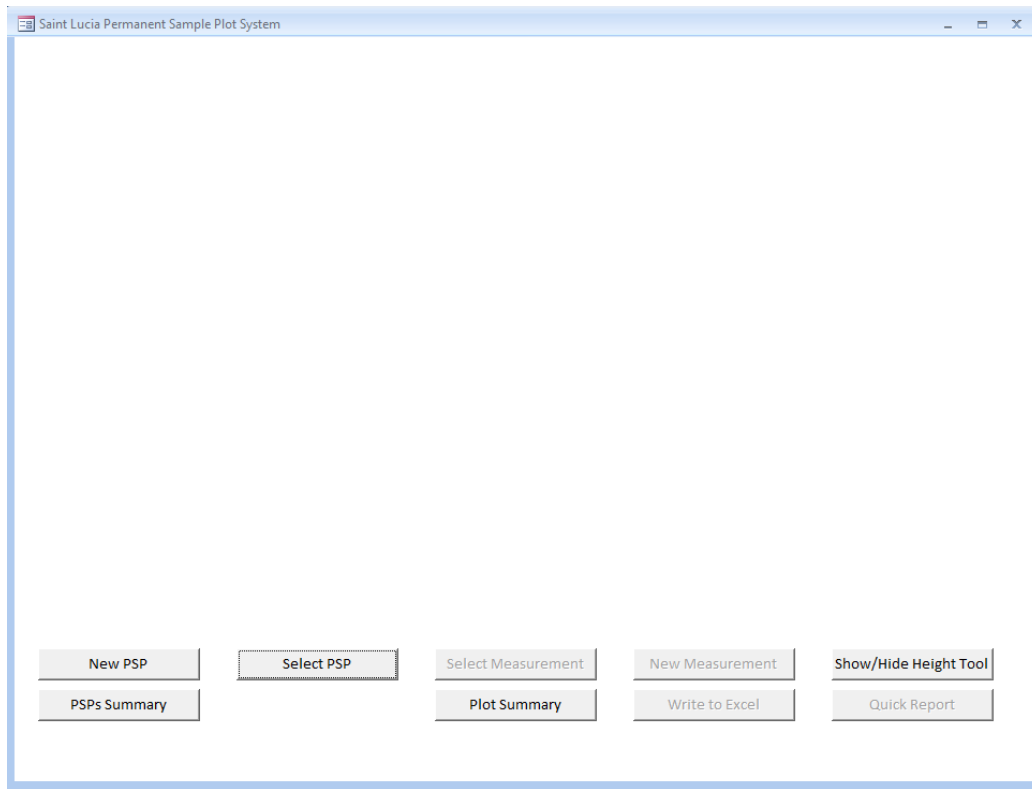 Saint Lucia Permanent Sample Plot System
New PSP Select PSP Select Measurement New Measurement Show/Hide Height Tool
PSPs Summary Plot Summary Write to Excel Quick Report